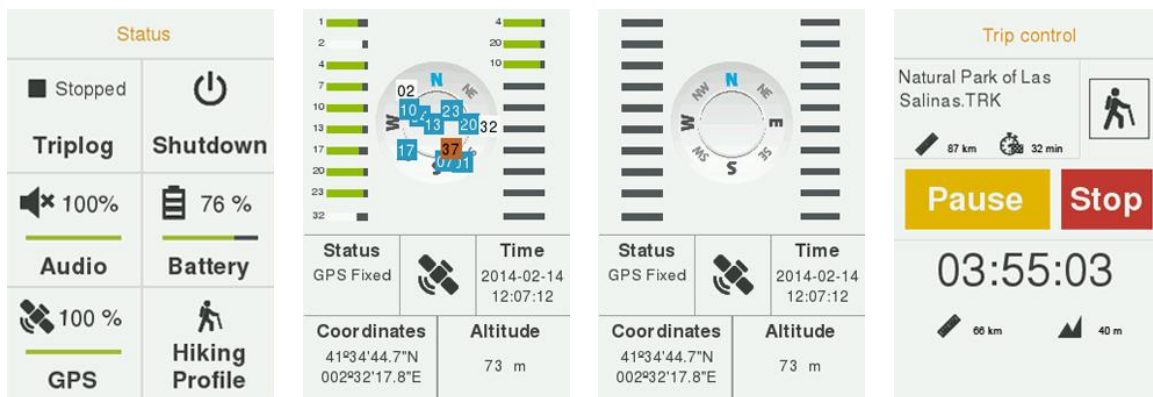 Status
Stopped
Triplog
Shutdown
100%
Audio
76 %
Battery
100 %
GPS
Hiking
Profile
1
2
4
7
10
13
17
20
23
32
4
20
10
N
NE
W
S
02
10
23
13
20
32
17
37
07
01
Status
GPS Fixed
Time
2014-02-14
12:07:12
Coordinates
41º34'44.7"N
002º32'17.8"E
Altitude
73 m
N
NE
E
SE
S
SW
W
NW
Status
GPS Fixed
Time
2014-02-14
12:07:12
Coordinates
41º34'44.7"N
002º32'17.8"E
Altitude
73 m
Trip control
Natural Park of Las
Salinas.TRK
87 km
32 min
Pause
Stop
03:55:03
66 km
40 m